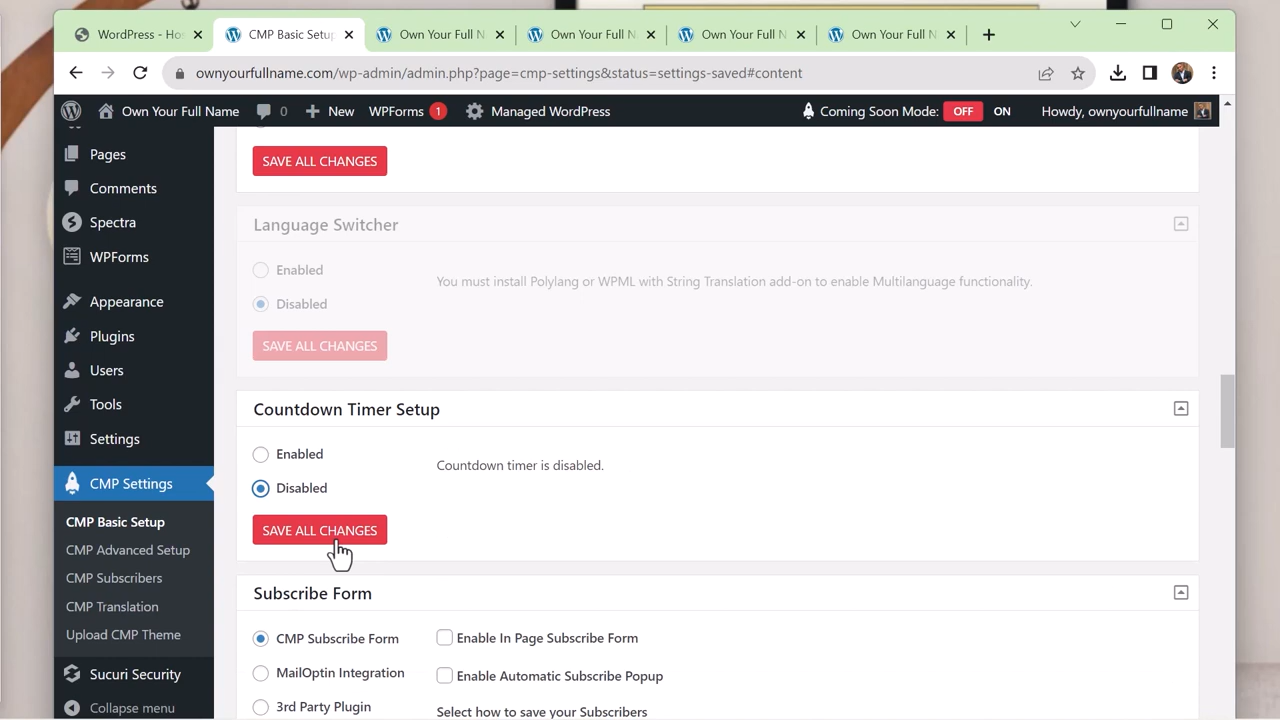 WordPress - Hos
CMP Basic Setu
Own Your Full N
Own Your Full N
Own Your Full N
Own Your Full N
ownyourfullname.com/wp-admin/admin.php?page=cmp-settings&status=settings-saved#content
Own Your Full Name
0
New
WPForms 1
Managed WordPress
Coming Soon Mode: OFF ON
Howdy, ownyourfullname
Pages
Comments
Spectra
WPForms
Appearance
Plugins
Users
Tools
Settings
CMP Settings
CMP Basic Setup
CMP Advanced Setup
CMP Subscribers
CMP Translation
Upload CMP Theme
Sucuri Security
Collapse menu
SAVE ALL CHANGES
Language Switcher
Enabled
Disabled
You must install Polylang or WPML with String Translation add-on to enable Multilanguage functionality.
SAVE ALL CHANGES
Countdown Timer Setup
Enabled
Disabled
Countdown timer is disabled.
SAVE ALL CHANGES
Subscribe Form
CMP Subscribe Form
MailOptin Integration
3rd Party Plugin
Enable In Page Subscribe Form
Enable Automatic Subscribe Popup
Select how to save your Subscribers